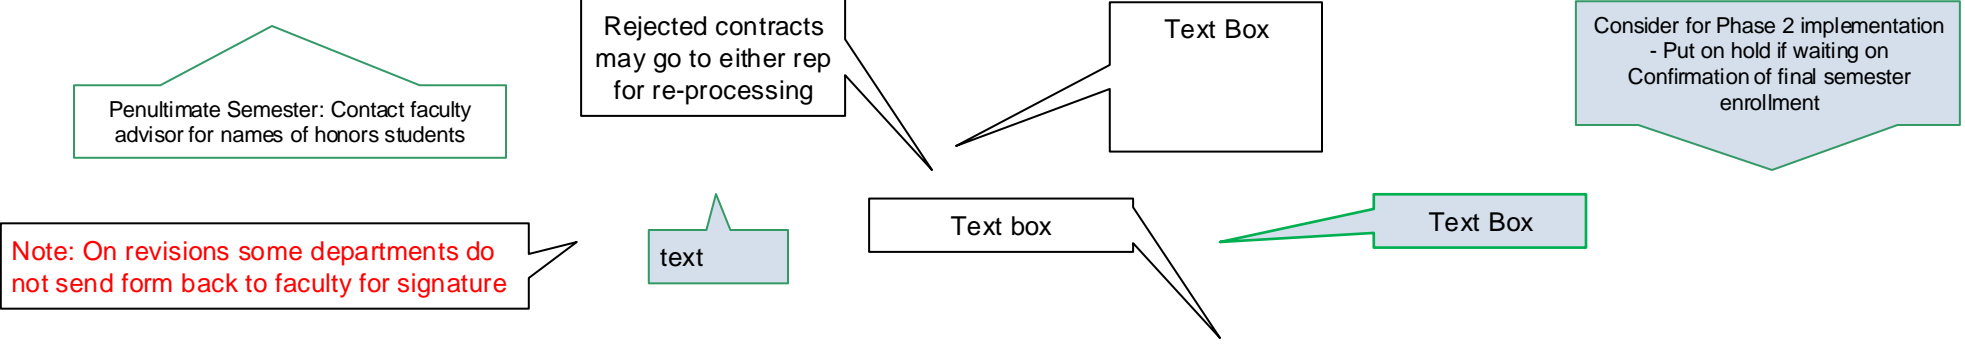 Penultimate Semester: Contact faculty
advisor for names of honors students
Rejected contracts
may go to either rep
for re-processing
Text Box
Consider for Phase 2 implementation
- Put on hold if waiting on
Confirmation of final semester
enrollment
Note: On revisions some departments do
not send form back to faculty for signature
text
Text box
Text Box